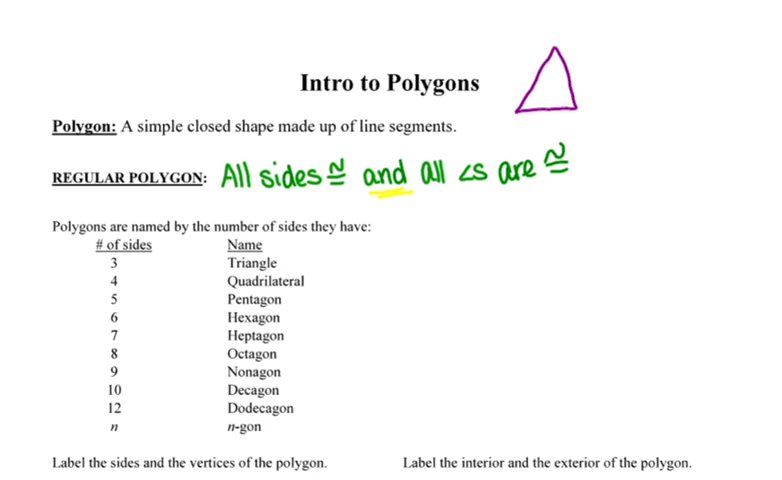 Intro to Polygons
Polygon: A simple closed shape made up of line segments.
REGULAR POLYGON: All sides ≅ and all ∠s are ≅
Polygons are named by the number of sides they have:
# of sides Name
3 Triangle
4 Quadrilateral
5 Pentagon
6 Hexagon
7 Heptagon
8 Octagon
9 Nonagon
10 Decagon
12 Dodecagon
n n-gon
Label the sides and the vertices of the polygon. Label the interior and the exterior of the polygon.